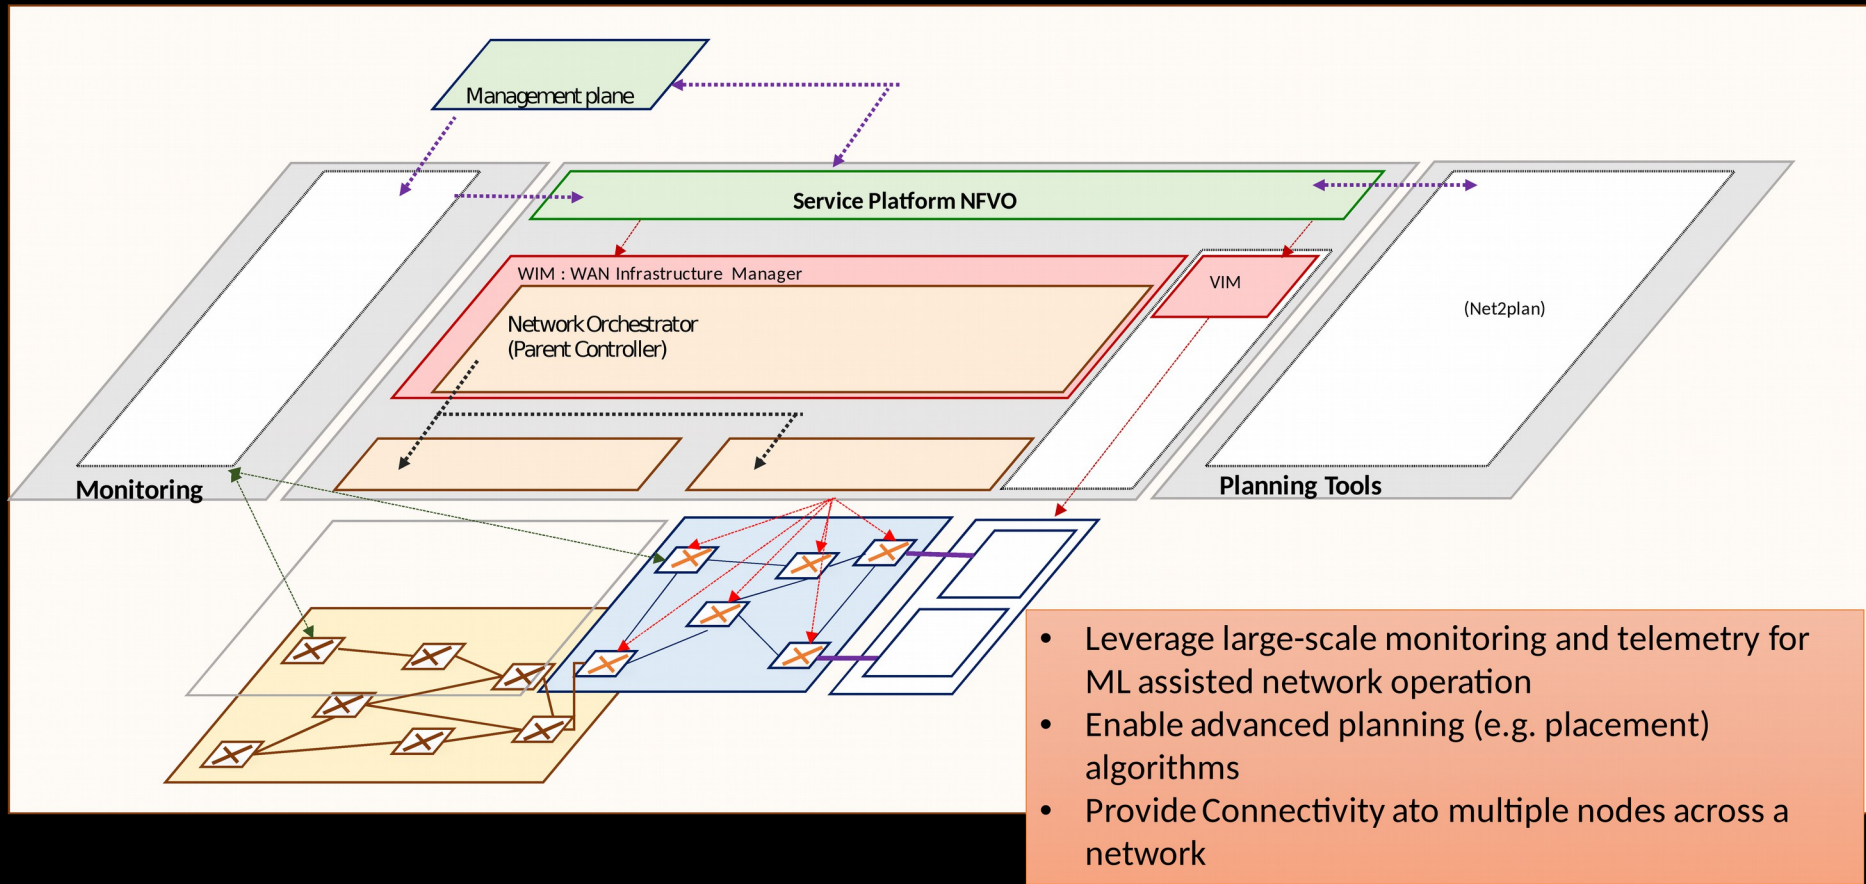 Management plane
Service Platform NFVO
WIM : WAN Infrastructure Manager
VIM
Network Orchestrator
(Parent Controller)
(Net2plan)
Monitoring
Planning Tools
• Leverage large-scale monitoring and telemetry for
ML assisted network operation
• Enable advanced planning (e.g. placement)
algorithms
• Provide Connectivity ato multiple nodes across a
network